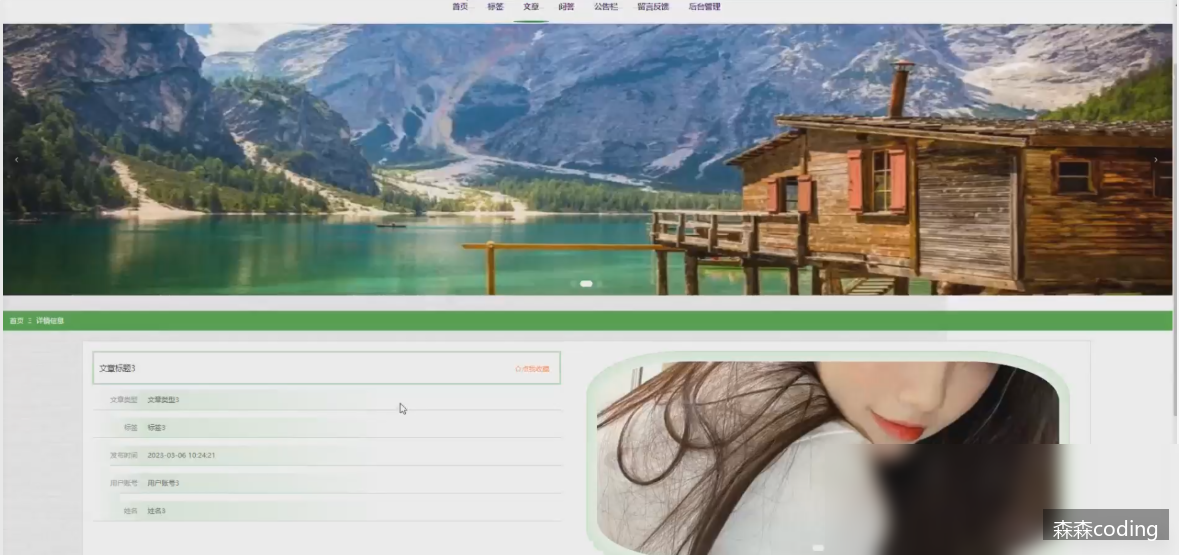 首页 标签 文章 问答 公告栏 留言反馈 后台管理
首页 详情信息
文章标题3 点我收藏
文章类型 文章类型3
标签 标签3
发布时间 2023-03-06 10:24:21
用户账号 用户账号3
姓名 姓名3
森森coding